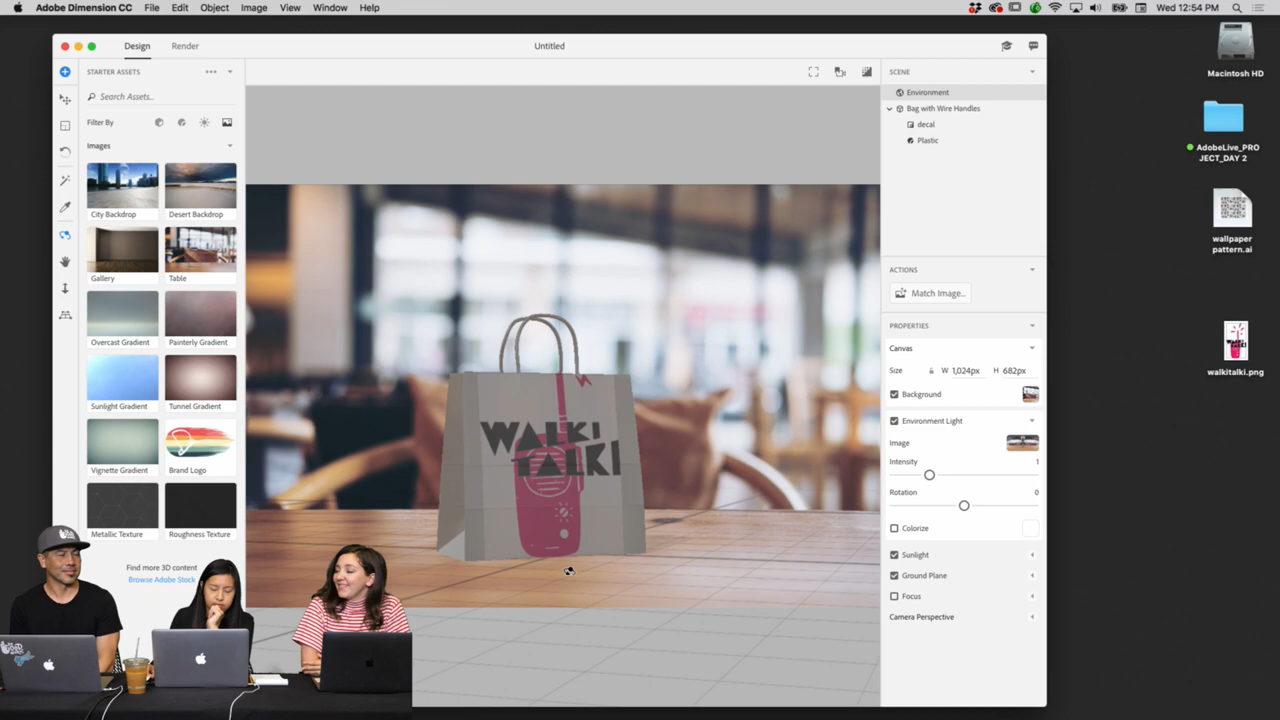 Adobe Dimension CC File Edit Object Image View Window Help
Wed 12:54 PM
Design Render
Untitled
STARTER ASSETS
Search Assets...
Filter By
Images
City Backdrop Desert Backdrop
Gallery Table
Overcast Gradient Painterly Gradient
Sunlight Gradient Tunnel Gradient
Vignette Gradient Brand Logo
Metallic Texture Roughness Texture
Find more 3D content
Browse Adobe Stock
WALKI
TALKI
SCENE
Environment
Bag with Wire Handles
decal
Plastic
ACTIONS
Match Image...
PROPERTIES
Canvas
Size W 1,024px H 682px
Background
Environment Light
Image
Intensity 1
Rotation 0
Colorize
Sunlight
Ground Plane
Focus
Camera Perspective
Macintosh HD
AdobeLive_PRO
JECT_DAY 2
wallpaper
pattern.ai
WALKI
TALKI
walkitalki.png